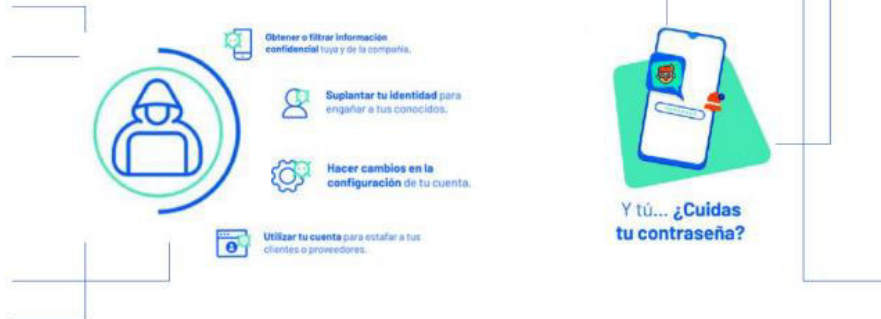 Obtener o filtrar información
confidencial tuya y de la compañía.
Suplantar tu identidad para
engañar a tus conocidos.
Hacer cambios en la
configuración de tu cuenta.
Utilizar tu cuenta para estafar a tus
clientes o proveedores.
Y tú... ¿Cuidas
tu contraseña?